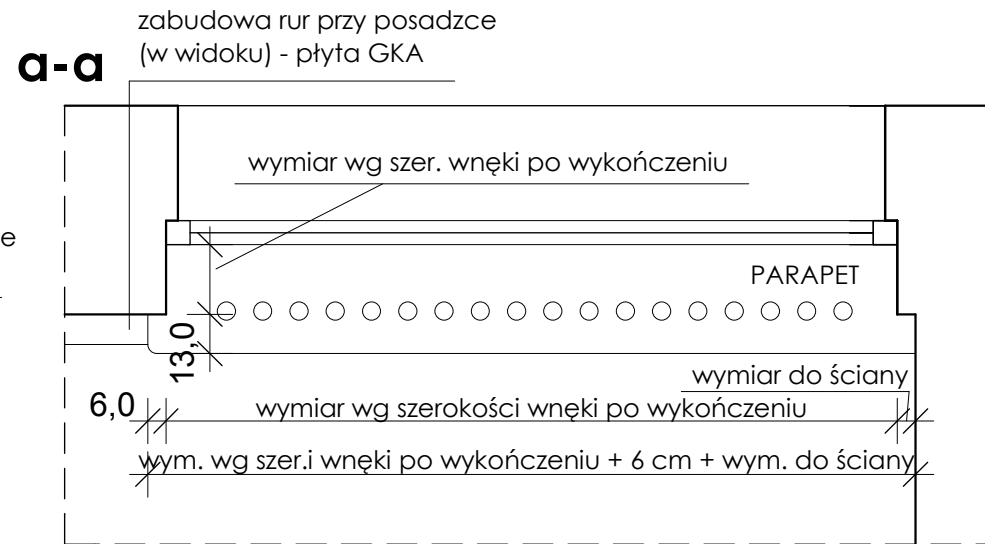 zabudowa rur przy posadzce
(w widoku) - płyta GKA
a-a
wymiar wg szer. wnęki po wykończeniu
e
PARAPET
13,0
wymiar do ściany
6,0
wymiar wg szerokości wnęki po wykończeniu
wym. wg szer.i wnęki po wykończeniu + 6 cm + wym. do ściany